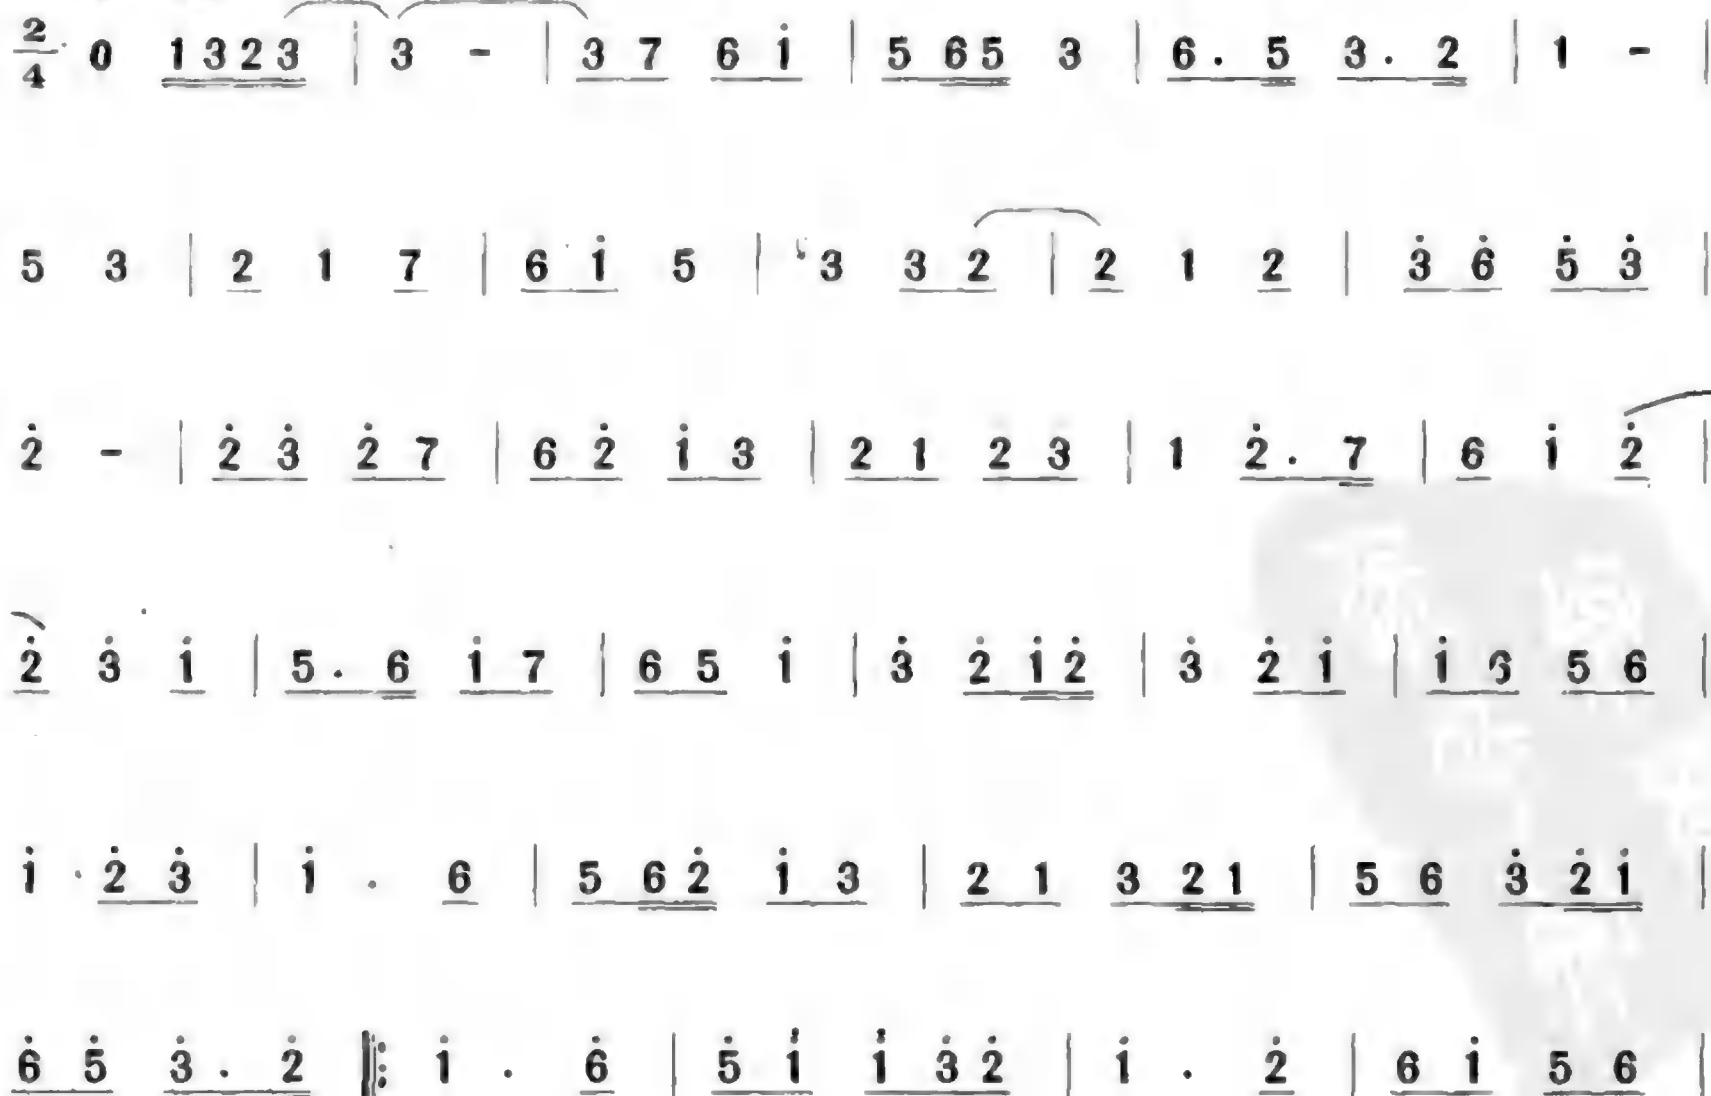 2/4 0 1323 | 3 - | 3 7 6 i̇ | 5 65 3 | 6. 5 3. 2 | 1 - |
5 3 | 2 1 7 | 6 i̇ 5 | 3 3 2 | 2 1 2 | 3̇ 6̇ 5̇ 3̇ |
2̇ - | 2̇ 3̇ 2̇ 7 | 6 2̇ i̇ 3 | 2 1 2 3 | 1 2̇. 7 | 6 i̇ 2̇ |
2̇ 3̇ i̇ | 5. 6 i̇ 7 | 6 5 i̇ | 3̇ 2̇ i̇2̇ | 3̇ 2̇ i̇ | i̇ 6 5 6 |
i̇ 2̇ 3̇ | i̇ . 6 | 5 62̇ i̇ 3 | 2 1 3 21 | 5 6 3̇ 2̇i̇ |
6̇ 5̇ 3̇. 2̇ ‖: i̇ . 6̇ | 5̇ i̇ i̇ 3̇2̇ | i̇ . 2̇ | 6 i̇ 5 6 |